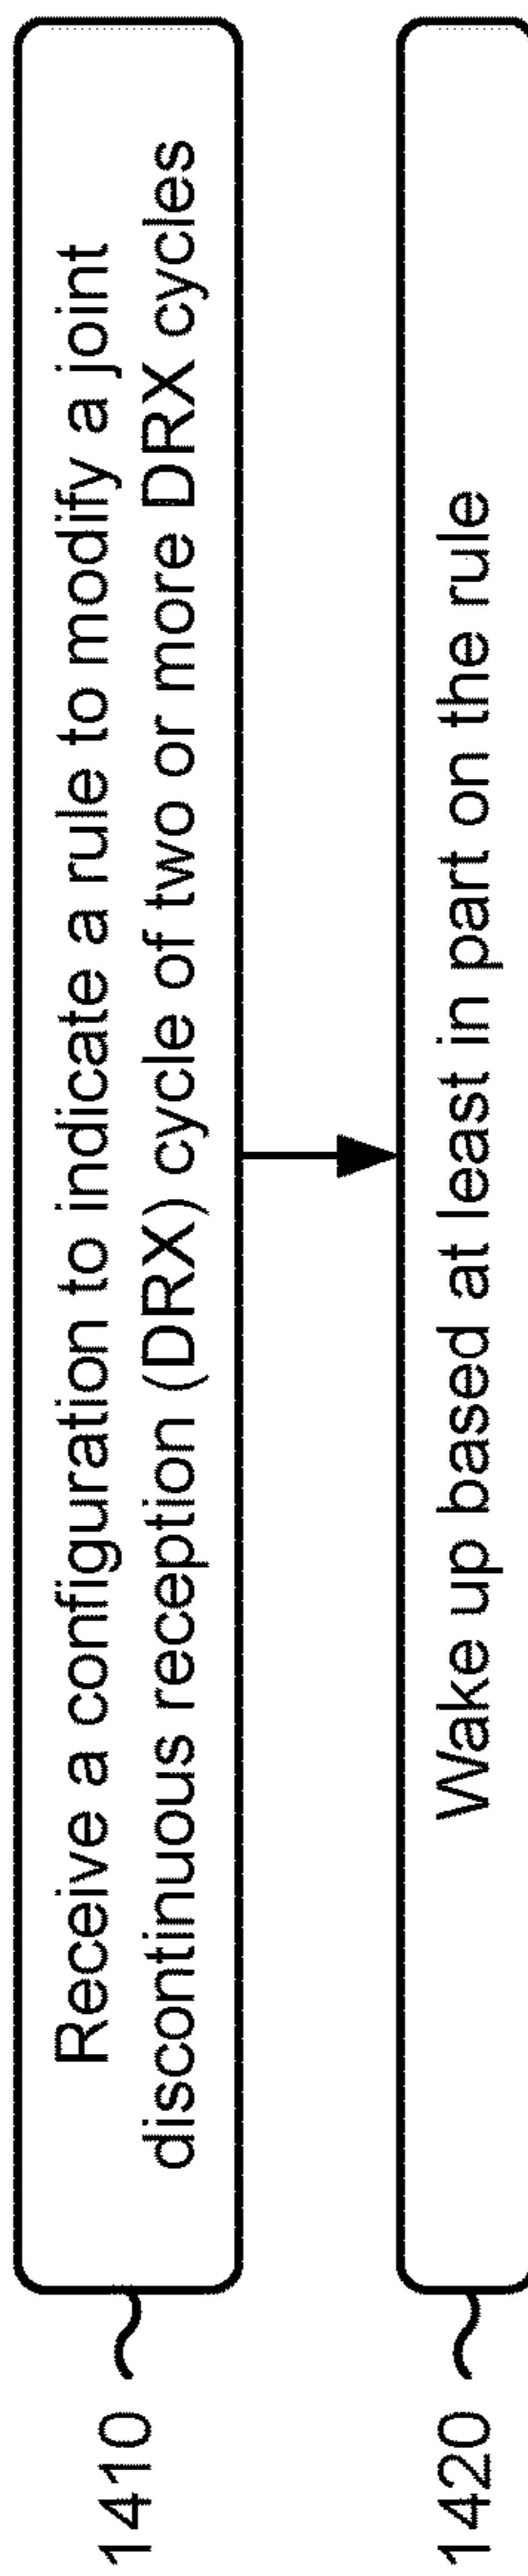 1410
Receive a configuration to indicate a rule to modify a joint
discontinuous reception (DRX) cycle of two or more DRX cycles
1420
Wake up based at least in part on the rule